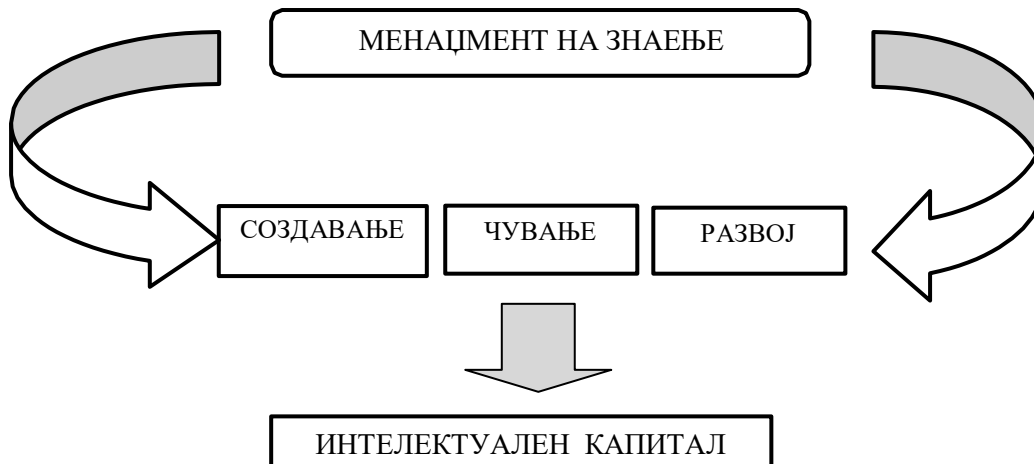 МЕНАЏМЕНТ НА ЗНАЕЊЕ
СОЗДАВАЊЕ
ЧУВАЊЕ
РАЗВОЈ
ИНТЕЛЕКТУАЛЕН КАПИТАЛ